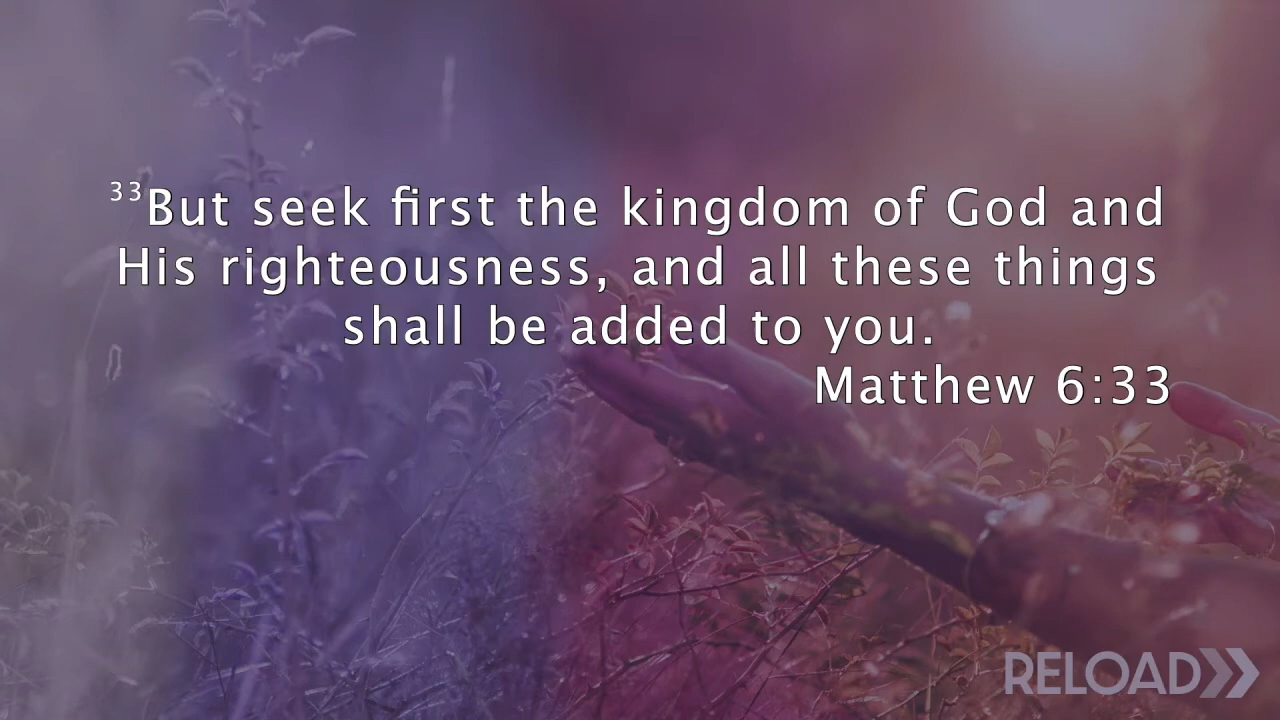 33But seek first the kingdom of God and
His righteousness, and all these things
shall be added to you.
Matthew 6:33
RELOAD